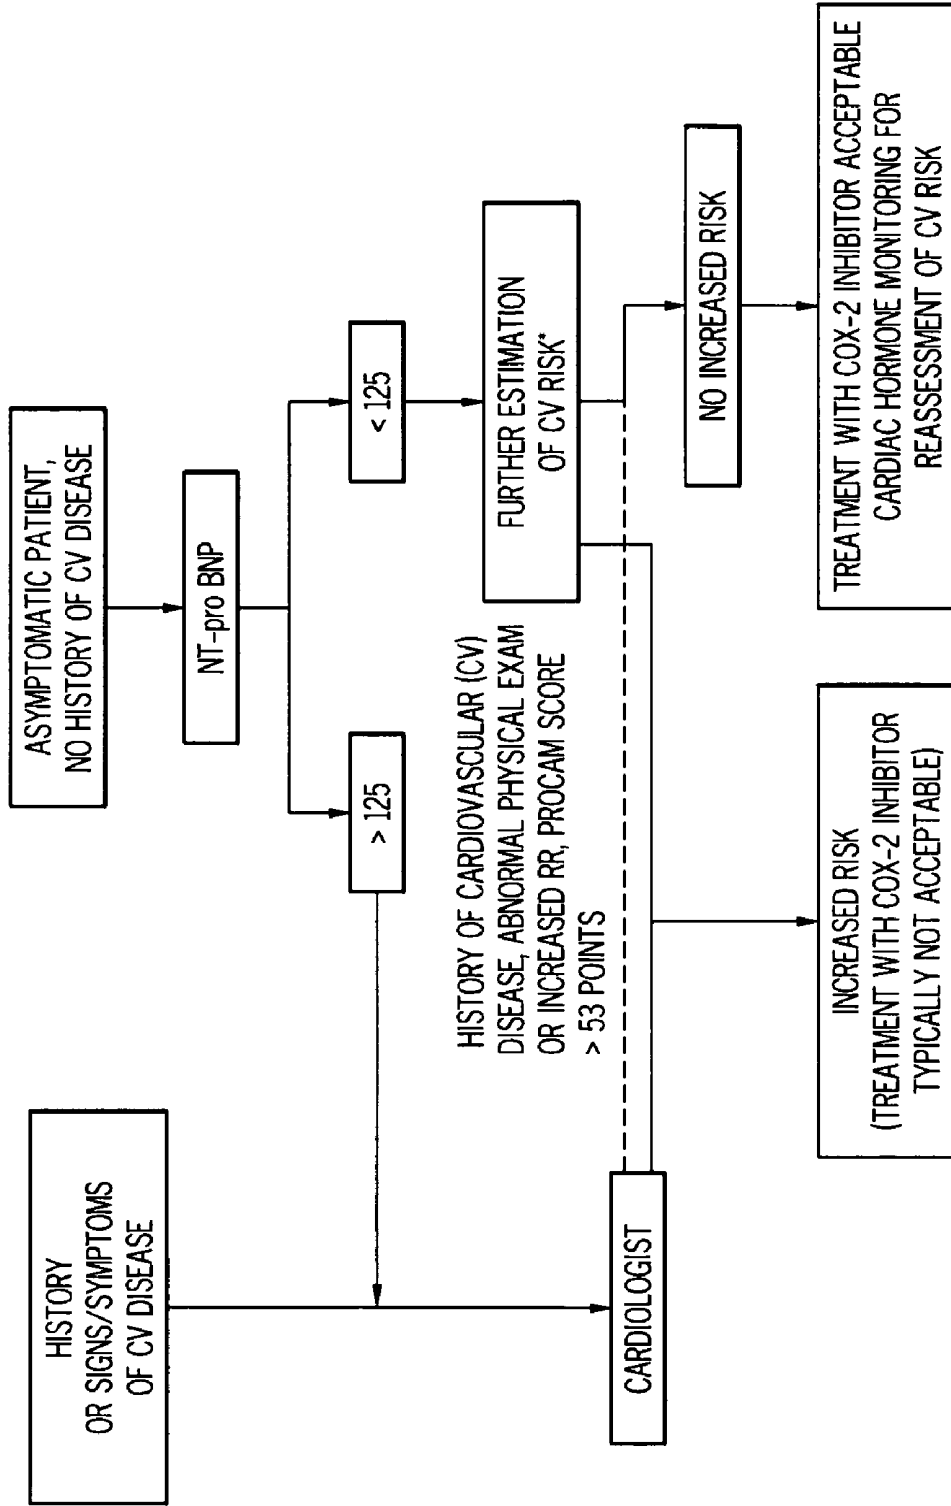 HISTORY
OR SIGNS/SYMPTOMS
OF CV DISEASE
ASYMPTOMATIC PATIENT,
NO HISTORY OF CV DISEASE
NT-pro BNP
> 125
< 125
HISTORY OF CARDIOVASCULAR (CV)
DISEASE, ABNORMAL PHYSICAL EXAM
OR INCREASED RR, PROCAM SCORE
> 53 POINTS
FURTHER ESTIMATION
OF CV RISK*
CARDIOLOGIST
NO INCREASED RISK
INCREASED RISK
(TREATMENT WITH COX-2 INHIBITOR
TYPICALLY NOT ACCEPTABLE)
TREATMENT WITH COX-2 INHIBITOR ACCEPTABLE
CARDIAC HORMONE MONITORING FOR
REASSESSMENT OF CV RISK